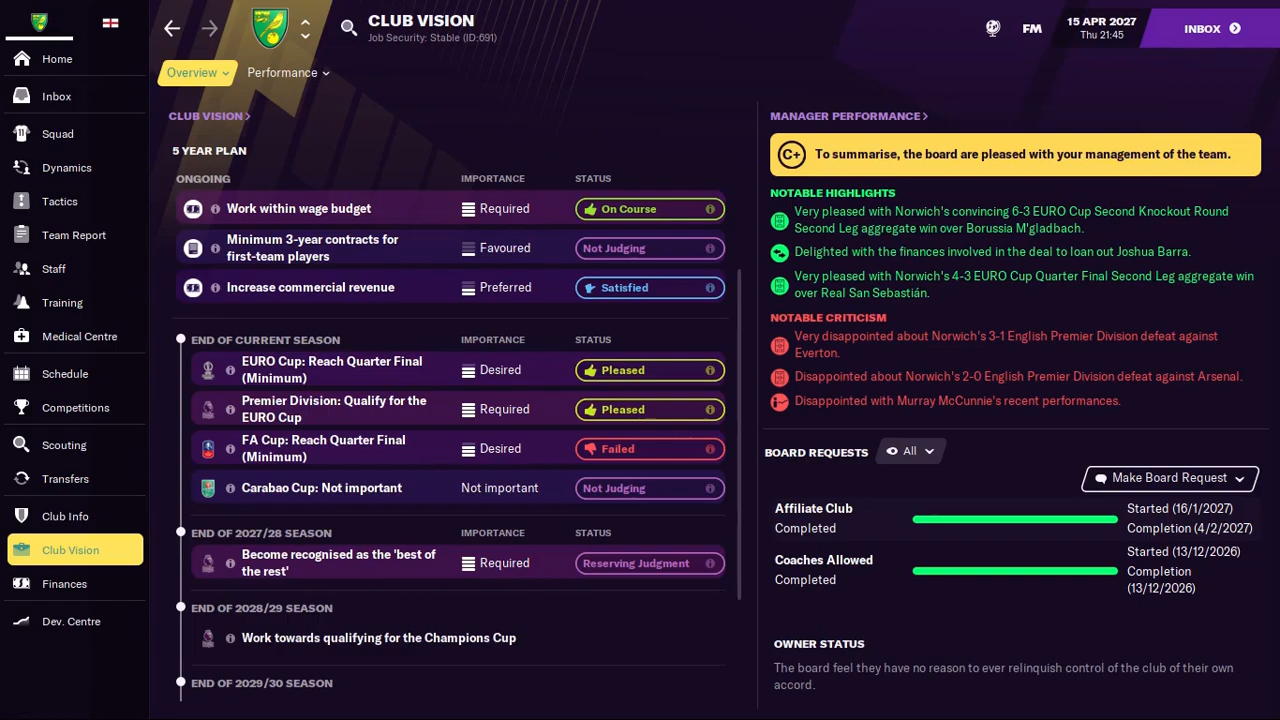 Home
Inbox
Squad
Dynamics
Tactics
Team Report
Staff
Training
Medical Centre
Schedule
Competitions
Scouting
Transfers
Club Info
Club Vision
Finances
Dev. Centre
CLUB VISION
Job Security: Stable (ID:691)
FM
15 APR 2027
Thu 21:45
INBOX
Overview
Performance
CLUB VISION
5 YEAR PLAN
ONGOING IMPORTANCE STATUS
Work within wage budget Required On Course
Minimum 3-year contracts for
first-team players Favoured Not Judging
Increase commercial revenue Preferred Satisfied
END OF CURRENT SEASON IMPORTANCE STATUS
EURO Cup: Reach Quarter Final
(Minimum) Desired Pleased
Premier Division: Qualify for the
EURO Cup Required Pleased
FA Cup: Reach Quarter Final
(Minimum) Desired Failed
Carabao Cup: Not important Not important Not Judging
END OF 2027/28 SEASON IMPORTANCE STATUS
Become recognised as the 'best of
the rest' Required Reserving Judgment
END OF 2028/29 SEASON
Work towards qualifying for the Champions Cup
END OF 2029/30 SEASON
MANAGER PERFORMANCE
C+ To summarise, the board are pleased with your management of the team.
NOTABLE HIGHLIGHTS
Very pleased with Norwich's convincing 6-3 EURO Cup Second Knockout Round
Second Leg aggregate win over Borussia M'gladbach.
Delighted with the finances involved in the deal to loan out Joshua Barra.
Very pleased with Norwich's 4-3 EURO Cup Quarter Final Second Leg aggregate win
over Real San Sebastián.
NOTABLE CRITICISM
Very disappointed about Norwich's 3-1 English Premier Division defeat against
Everton.
Disappointed about Norwich's 2-0 English Premier Division defeat against Arsenal.
Disappointed with Murray McCunnie's recent performances.
BOARD REQUESTS All
Make Board Request
Affiliate Club Started (16/1/2027)
Completed Completion (4/2/2027)
Coaches Allowed Started (13/12/2026)
Completed Completion
(13/12/2026)
OWNER STATUS
The board feel they have no reason to ever relinquish control of the club of their own
accord.